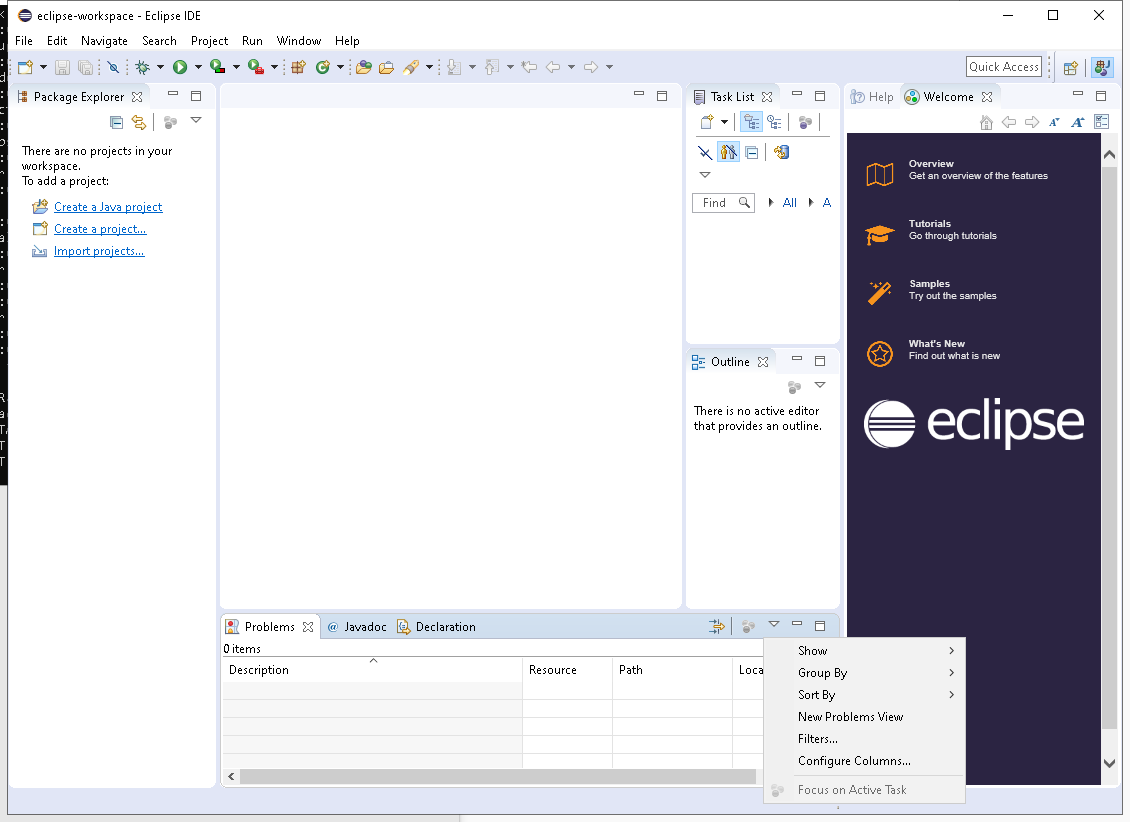 eclipse-workspace - Eclipse IDE
File Edit Navigate Search Project Run Window Help
Quick Access
Package Explorer
There are no projects in your
workspace.
To add a project:
Create a Java project
Create a project...
Import projects...
Task List
Find
All
A
Outline
There is no active editor
that provides an outline.
Help
Welcome
Overview
Get an overview of the features
Tutorials
Go through tutorials
Samples
Try out the samples
What's New
Find out what is new
eclipse
Problems @ Javadoc Declaration
0 items
Description Resource Path Loca
Show
Group By
Sort By
New Problems View
Filters...
Configure Columns...
Focus on Active Task